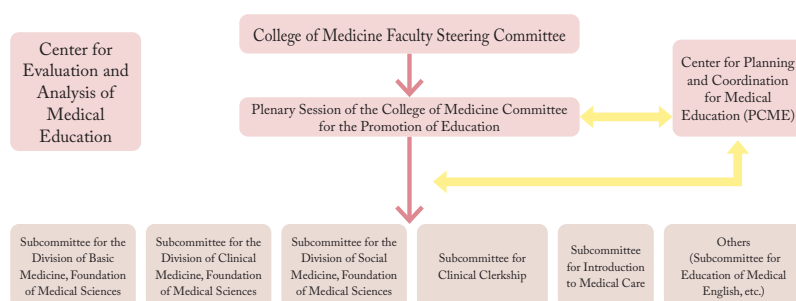 Center for
Evaluation and
Analysis of
Medical
Education
College of Medicine Faculty Steering Committee
Plenary Session of the College of Medicine Committee
for the Promotion of Education
Center for Planning
and Coordination
for Medical
Education (PCME)
Subcommittee for the
Division of Basic
Medicine, Foundation
of Medical Sciences
Subcommittee for the
Division of Clinical
Medicine, Foundation
of Medical Sciences
Subcommittee for the
Division of Social
Medicine, Foundation
of Medical Sciences
Subcommittee for
Clinical Clerkship
Subcommittee
for Introduction
to Medical Care
Others
(Subcommittee for
Education of Medical
English, etc.)